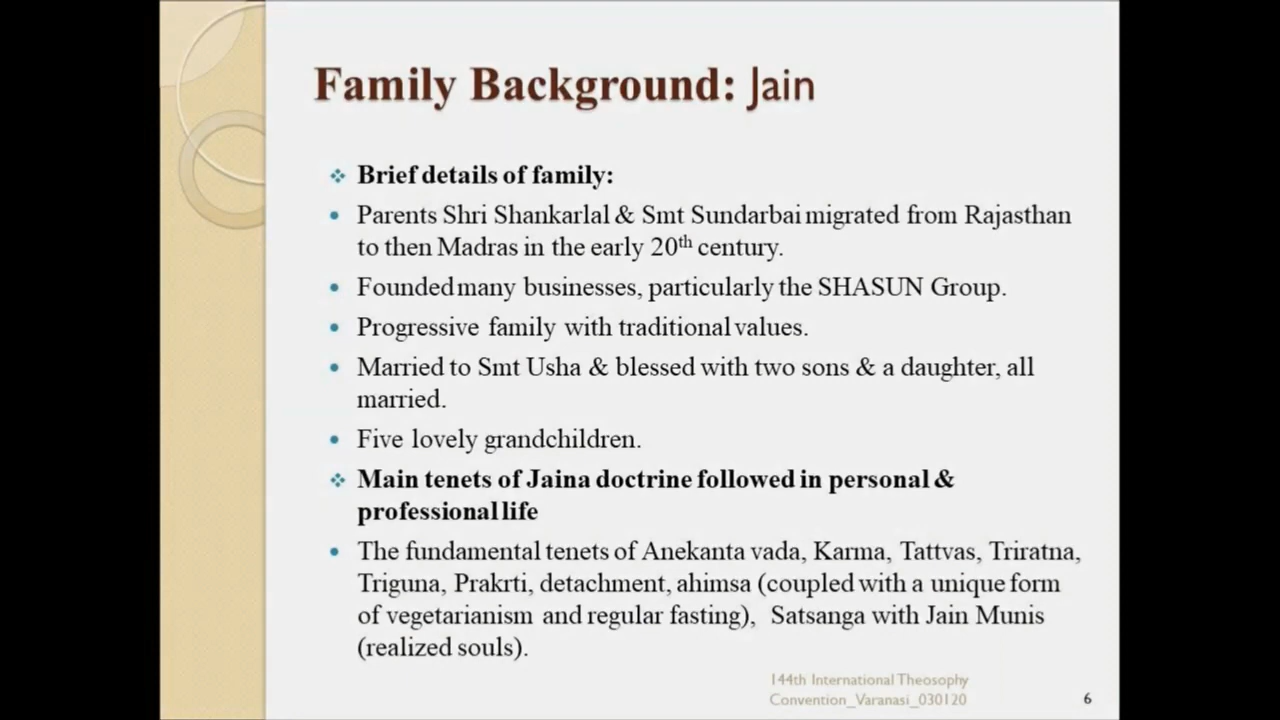 Family Background: Jain
Brief details of family:
Parents Shri Shankarlal & Smt Sundarbai migrated from Rajasthan
to then Madras in the early 20th century.
Founded many businesses, particularly the SHASUN Group.
Progressive family with traditional values.
Married to Smt Usha & blessed with two sons & a daughter, all
married.
Five lovely grandchildren.
Main tenets of Jaina doctrine followed in personal &
professional life
The fundamental tenets of Anekanta vada, Karma, Tattvas, Triratna,
Triguna, Prakrti, detachment, ahimsa (coupled with a unique form
of vegetarianism and regular fasting), Satsanga with Jain Munis
(realized souls).
144th International Theosophy
Convention_Varanasi_030120
6